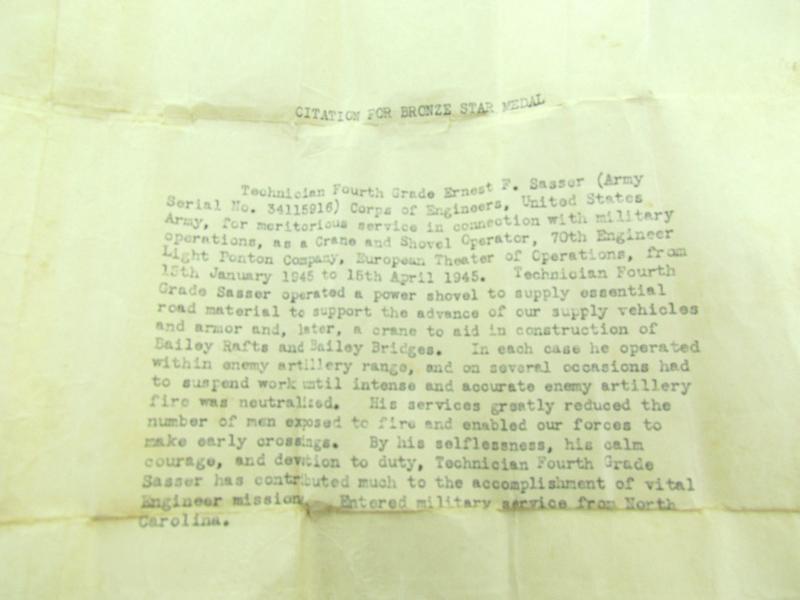 CITATION FOR BRONZE STAR MEDAL
Technician Fourth Grade Ernest F. Sasser (Army
Serial No. 34115916) Corps of Engineers, United States
Army, for meritorious service in connection with military
operations, as a Crane and Shovel Operator, 70th Engineer
Light Ponton Company, European Theater of Operations, from
15th January 1945 to 15th April 1945. Technician Fourth
Grade Sasser operated a power shovel to supply essential
road material to support the advance of our supply vehicles
and armor and, later, a crane to aid in construction of
Bailey Rafts and Bailey Bridges. In each case he operated
within enemy artillery range, and on several occasions had
to suspend work until intense and accurate enemy artillery
fire was neutralized. His services greatly reduced the
number of men exposed to fire and enabled our forces to
make early crossings. By his selflessness, his calm
courage, and devotion to duty, Technician Fourth Grade
Sasser has contributed much to the accomplishment of vital
Engineer mission. Entered military service from North
Carolina.